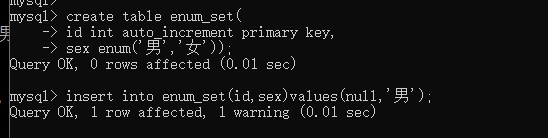 mysql>
mysql> create table enum_set(
    -> id int auto_increment primary key,
    -> sex enum('男','女'));
Query OK, 0 rows affected (0.01 sec)
mysql> insert into enum_set(id,sex)values(null,'男');
Query OK, 1 row affected, 1 warning (0.01 sec)